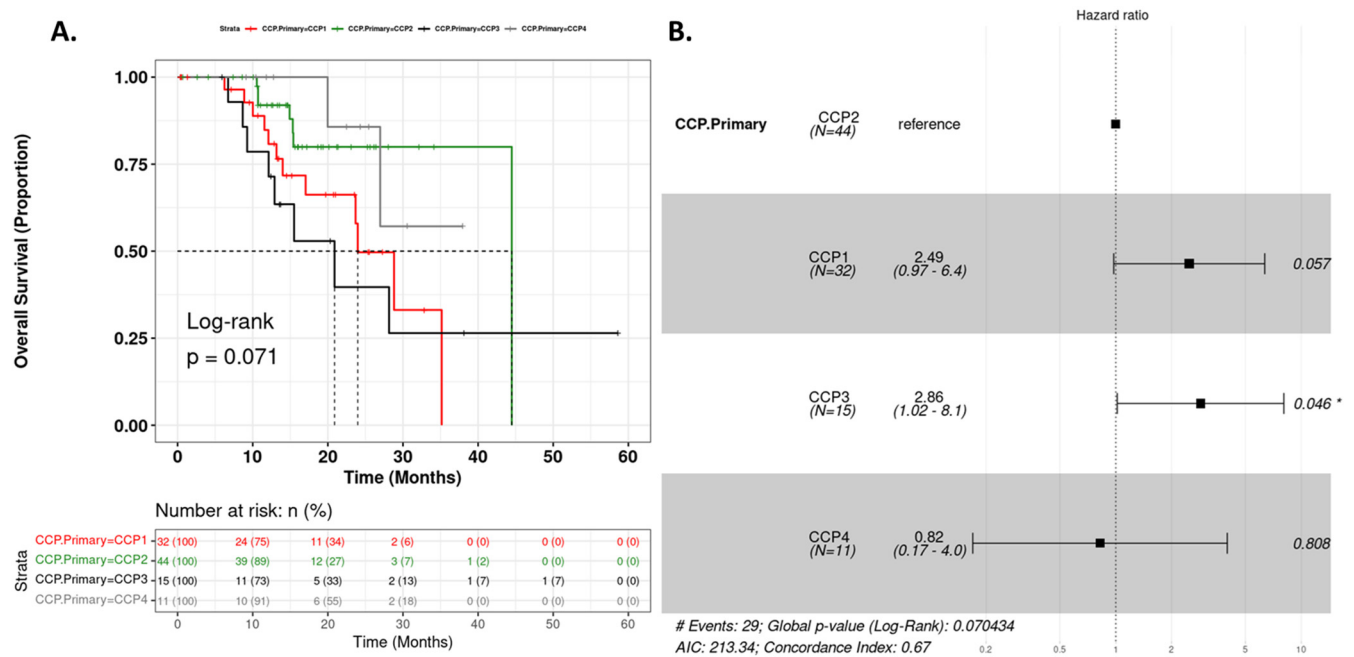 A.
Strata CCP.Primary=CCP1 CCP.Primary=CCP2 CCP.Primary=CCP3 CCP.Primary=CCP4
Overall Survival (Proportion)
1.00
0.75
0.50
0.25
0.00
Log-rank
p = 0.071
0 10 20 30 40 50 60
Time (Months)
Number at risk: n (%)
Strata
CCP.Primary=CCP1 32 (100) 24 (75) 11 (34) 2 (6) 0 (0) 0 (0) 0 (0)
CCP.Primary=CCP2 44 (100) 39 (89) 12 (27) 3 (7) 1 (2) 0 (0) 0 (0)
CCP.Primary=CCP3 15 (100) 11 (73) 5 (33) 2 (13) 1 (7) 1 (7) 0 (0)
CCP.Primary=CCP4 11 (100) 10 (91) 6 (55) 2 (18) 0 (0) 0 (0) 0 (0)
0 10 20 30 40 50 60
Time (Months)
B.
Hazard ratio
CCP.Primary CCP2 reference
(N=44)
CCP1 2.49
(N=32) (0.97 - 6.4) 0.057
CCP3 2.86
(N=15) (1.02 - 8.1) 0.046 *
CCP4 0.82
(N=11) (0.17 - 4.0) 0.808
# Events: 29; Global p-value (Log-Rank): 0.070434
AIC: 213.34; Concordance Index: 0.67
0.2 0.5 1 2 5 10